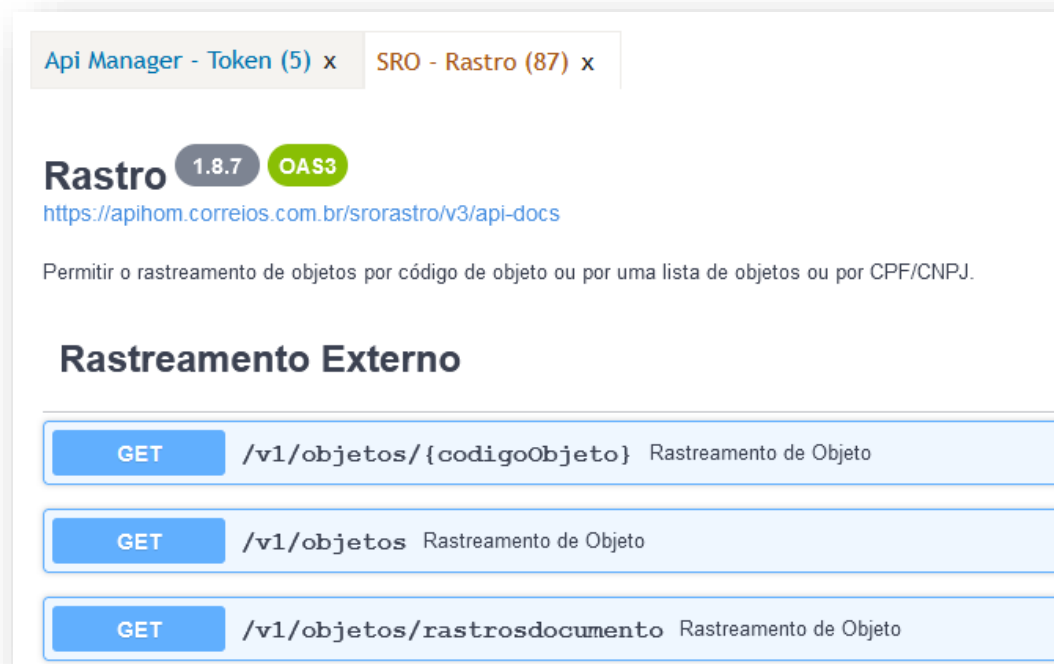 Api Manager - Token (5) x SRO - Rastro (87) x
Rastro 1.8.7 OAS3
https://apihom.correios.com.br/srorastro/v3/api-docs
Permitir o rastreamento de objetos por código de objeto ou por uma lista de objetos ou por CPF/CNPJ.
Rastreamento Externo
GET /v1/objetos/{codigoObjeto} Rastreamento de Objeto
GET /v1/objetos Rastreamento de Objeto
GET /v1/objetos/rastrosdocumento Rastreamento de Objeto